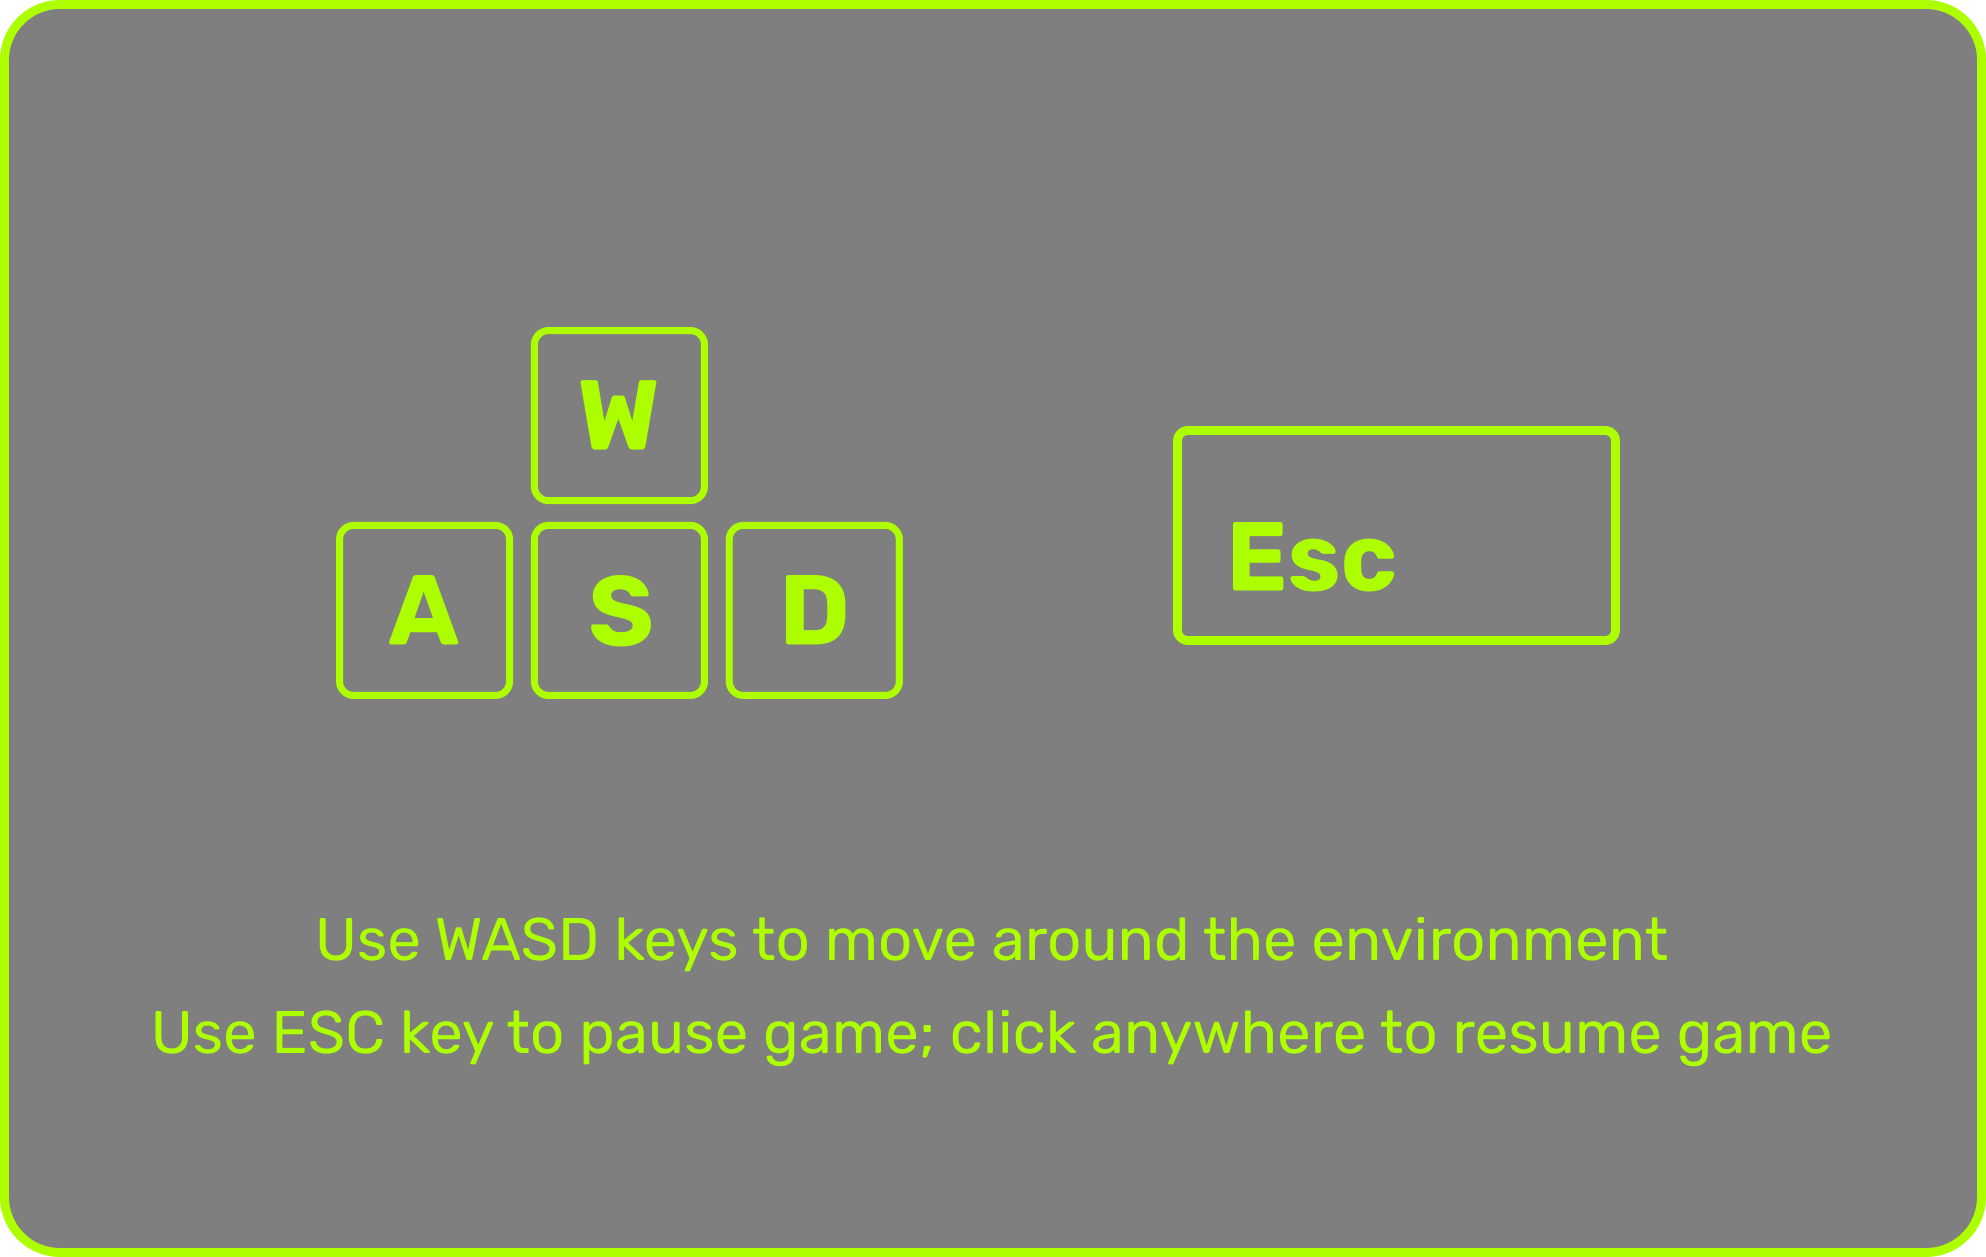 W
A S D
Esc
Use WASD keys to move around the environment
Use ESC key to pause game; click anywhere to resume game